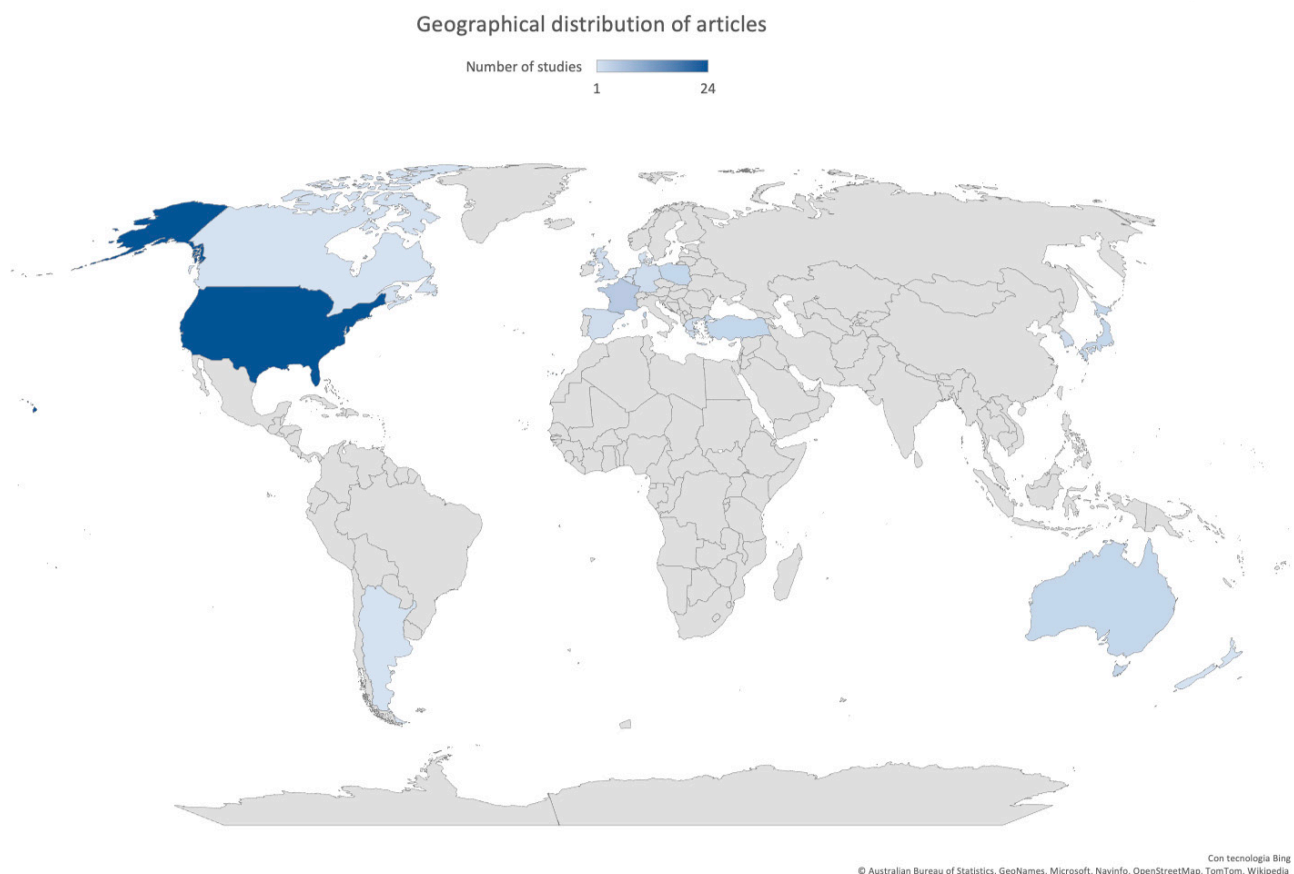 Geographical distribution of articles
Number of studies
1 24
Con tecnologia Bing
© Australian Bureau of Statistics, GeoNames, Microsoft, Navinfo, OpenStreetMap, TomTom, Wikipedia